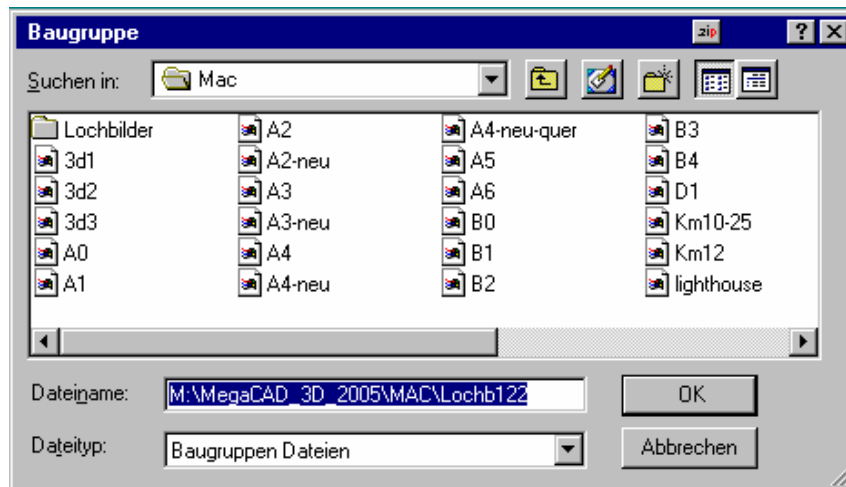 Baugruppe
zip
Suchen in: Mac
Lochbilder A2 A4-neu-quer B3
3d1 A2-neu A5 B4
3d2 A3 A6 D1
3d3 A3-neu B0 Km10-25
A0 A4 B1 Km12
A1 A4-neu B2 lighthouse
Dateiname: M:\MegaCAD_3D_2005\MAC\Lochb122 OK
Dateityp: Baugruppen Dateien Abbrechen